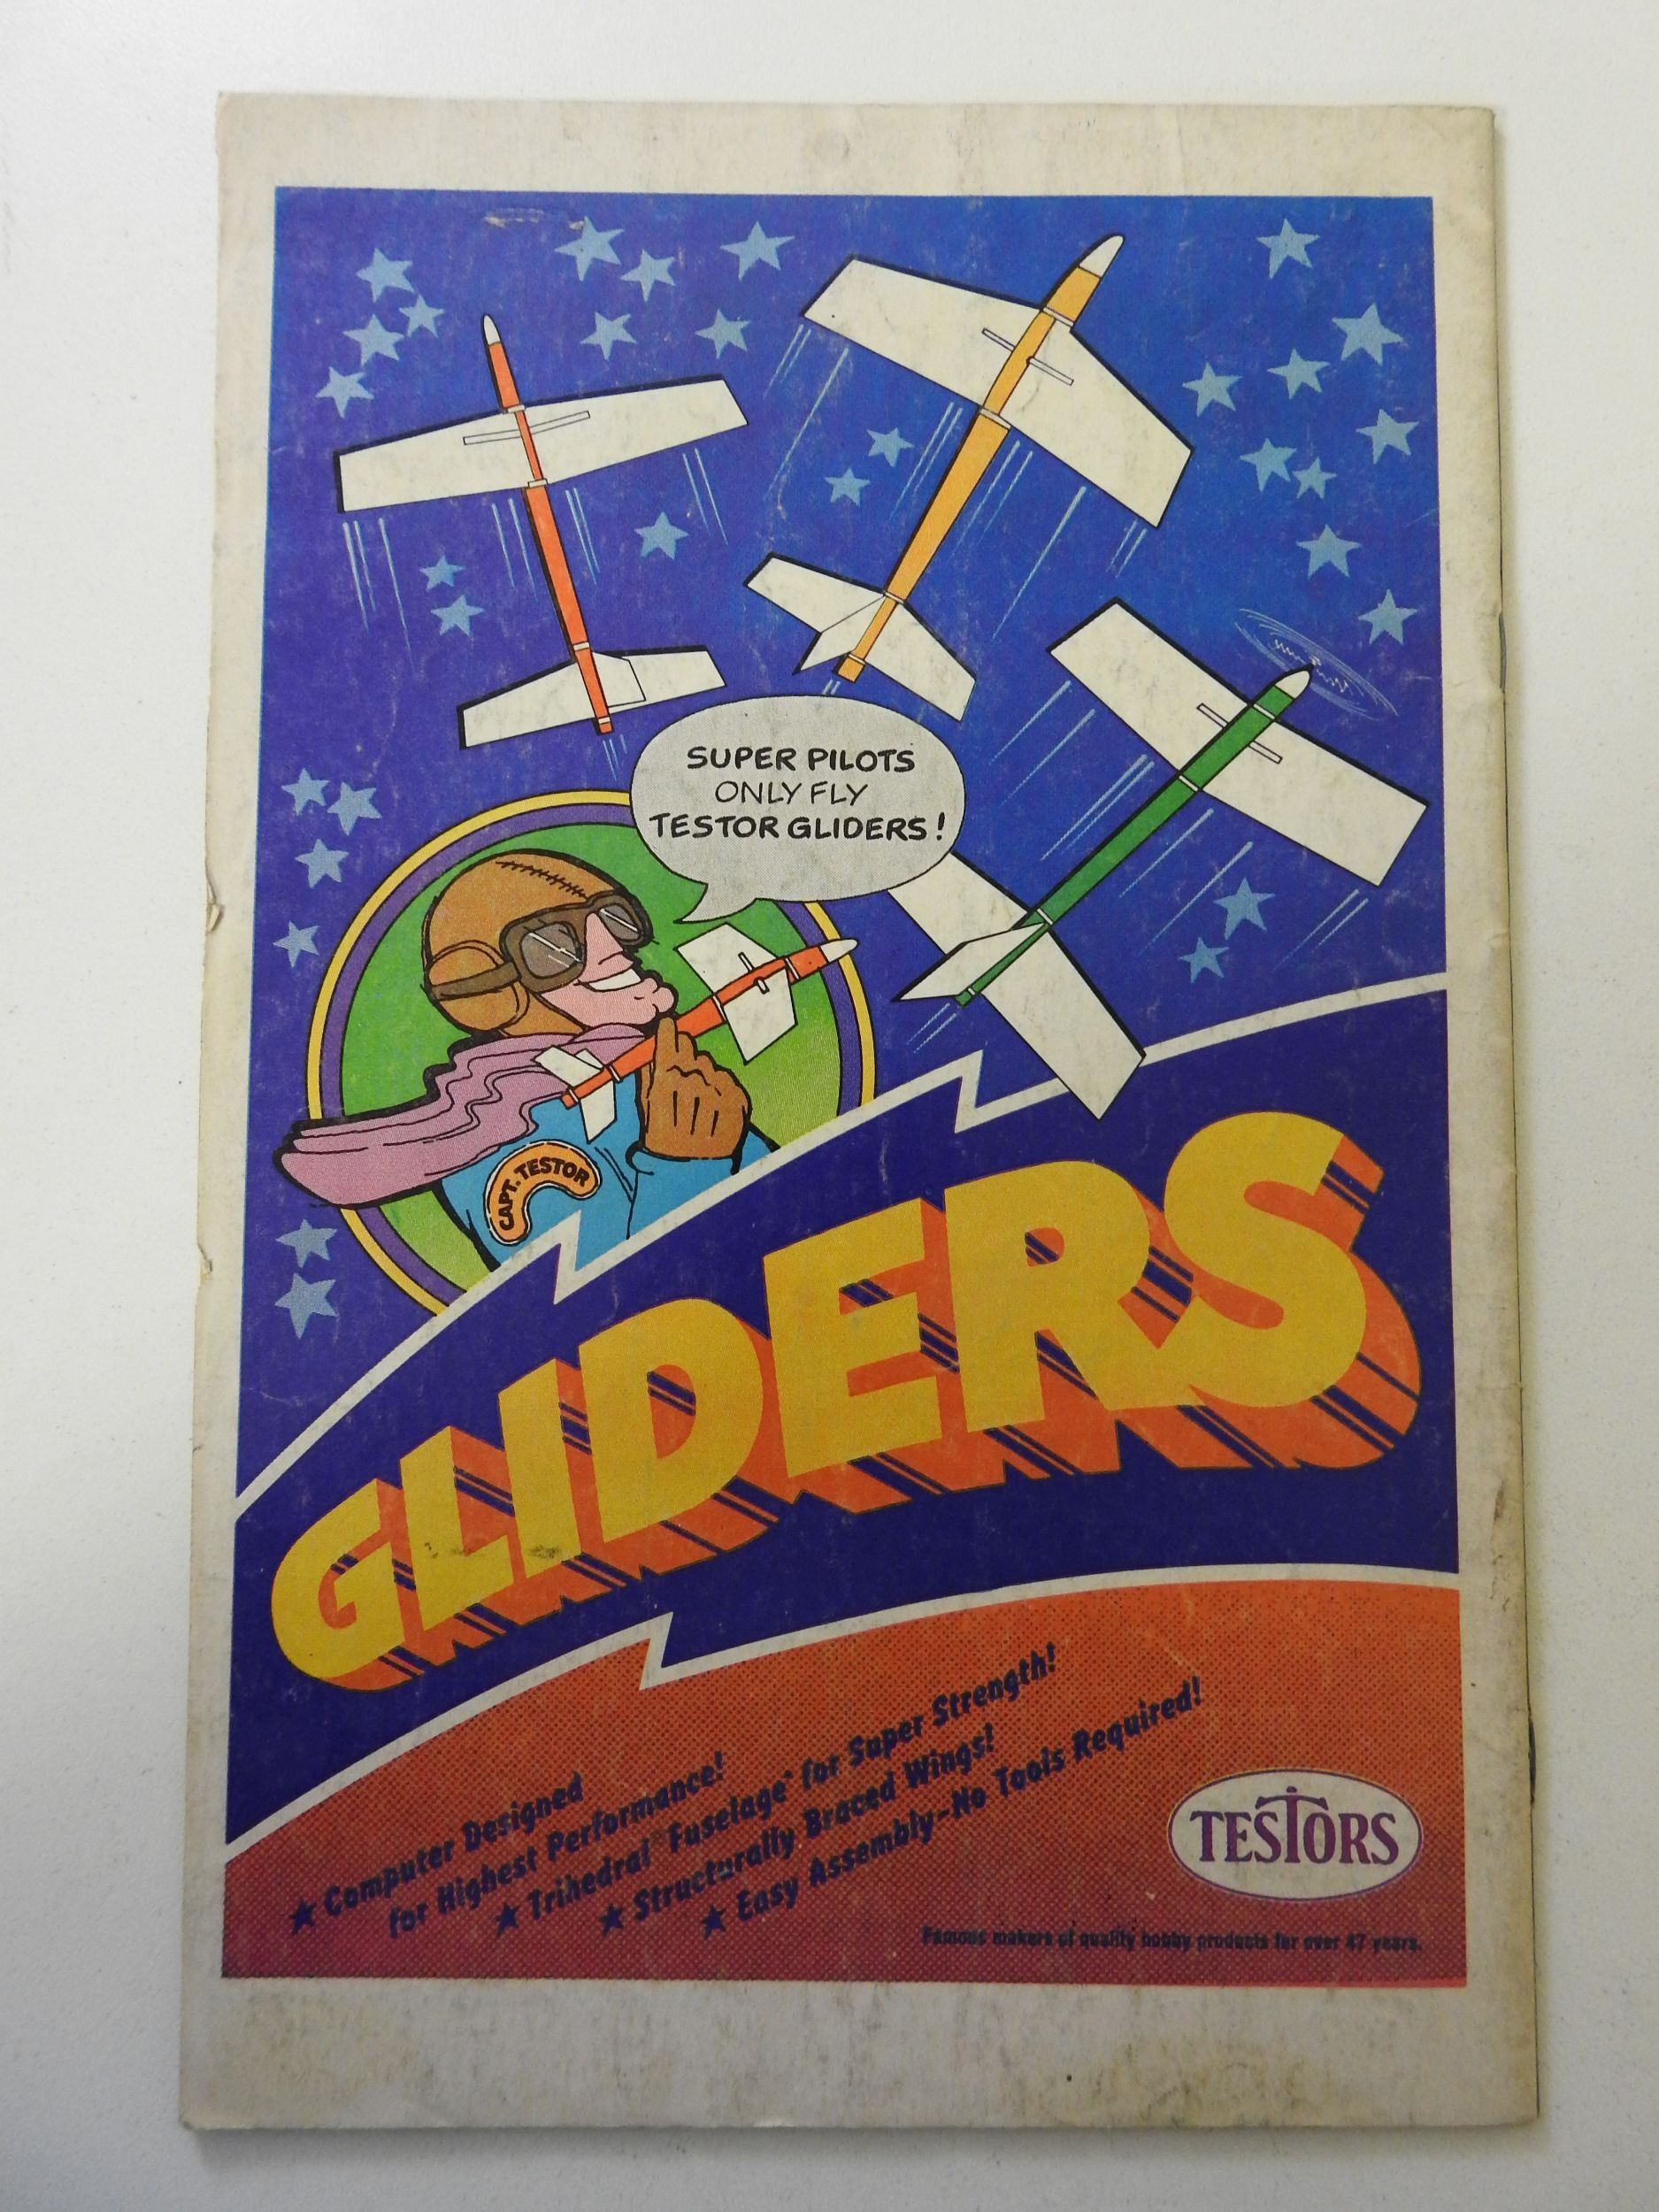 SUPER PILOTS
ONLY FLY
TESTOR GLIDERS!
CAPT. TESTOR
GLIDERS
★ Computer Designed
for Highest Performance!
★ Trihedral Fuselage for Super Strength!
★ Structurally Braced Wings!
★ Easy Assembly-No Tools Required!
TESTORS
Famous makers of quality hobby products for over 47 years.